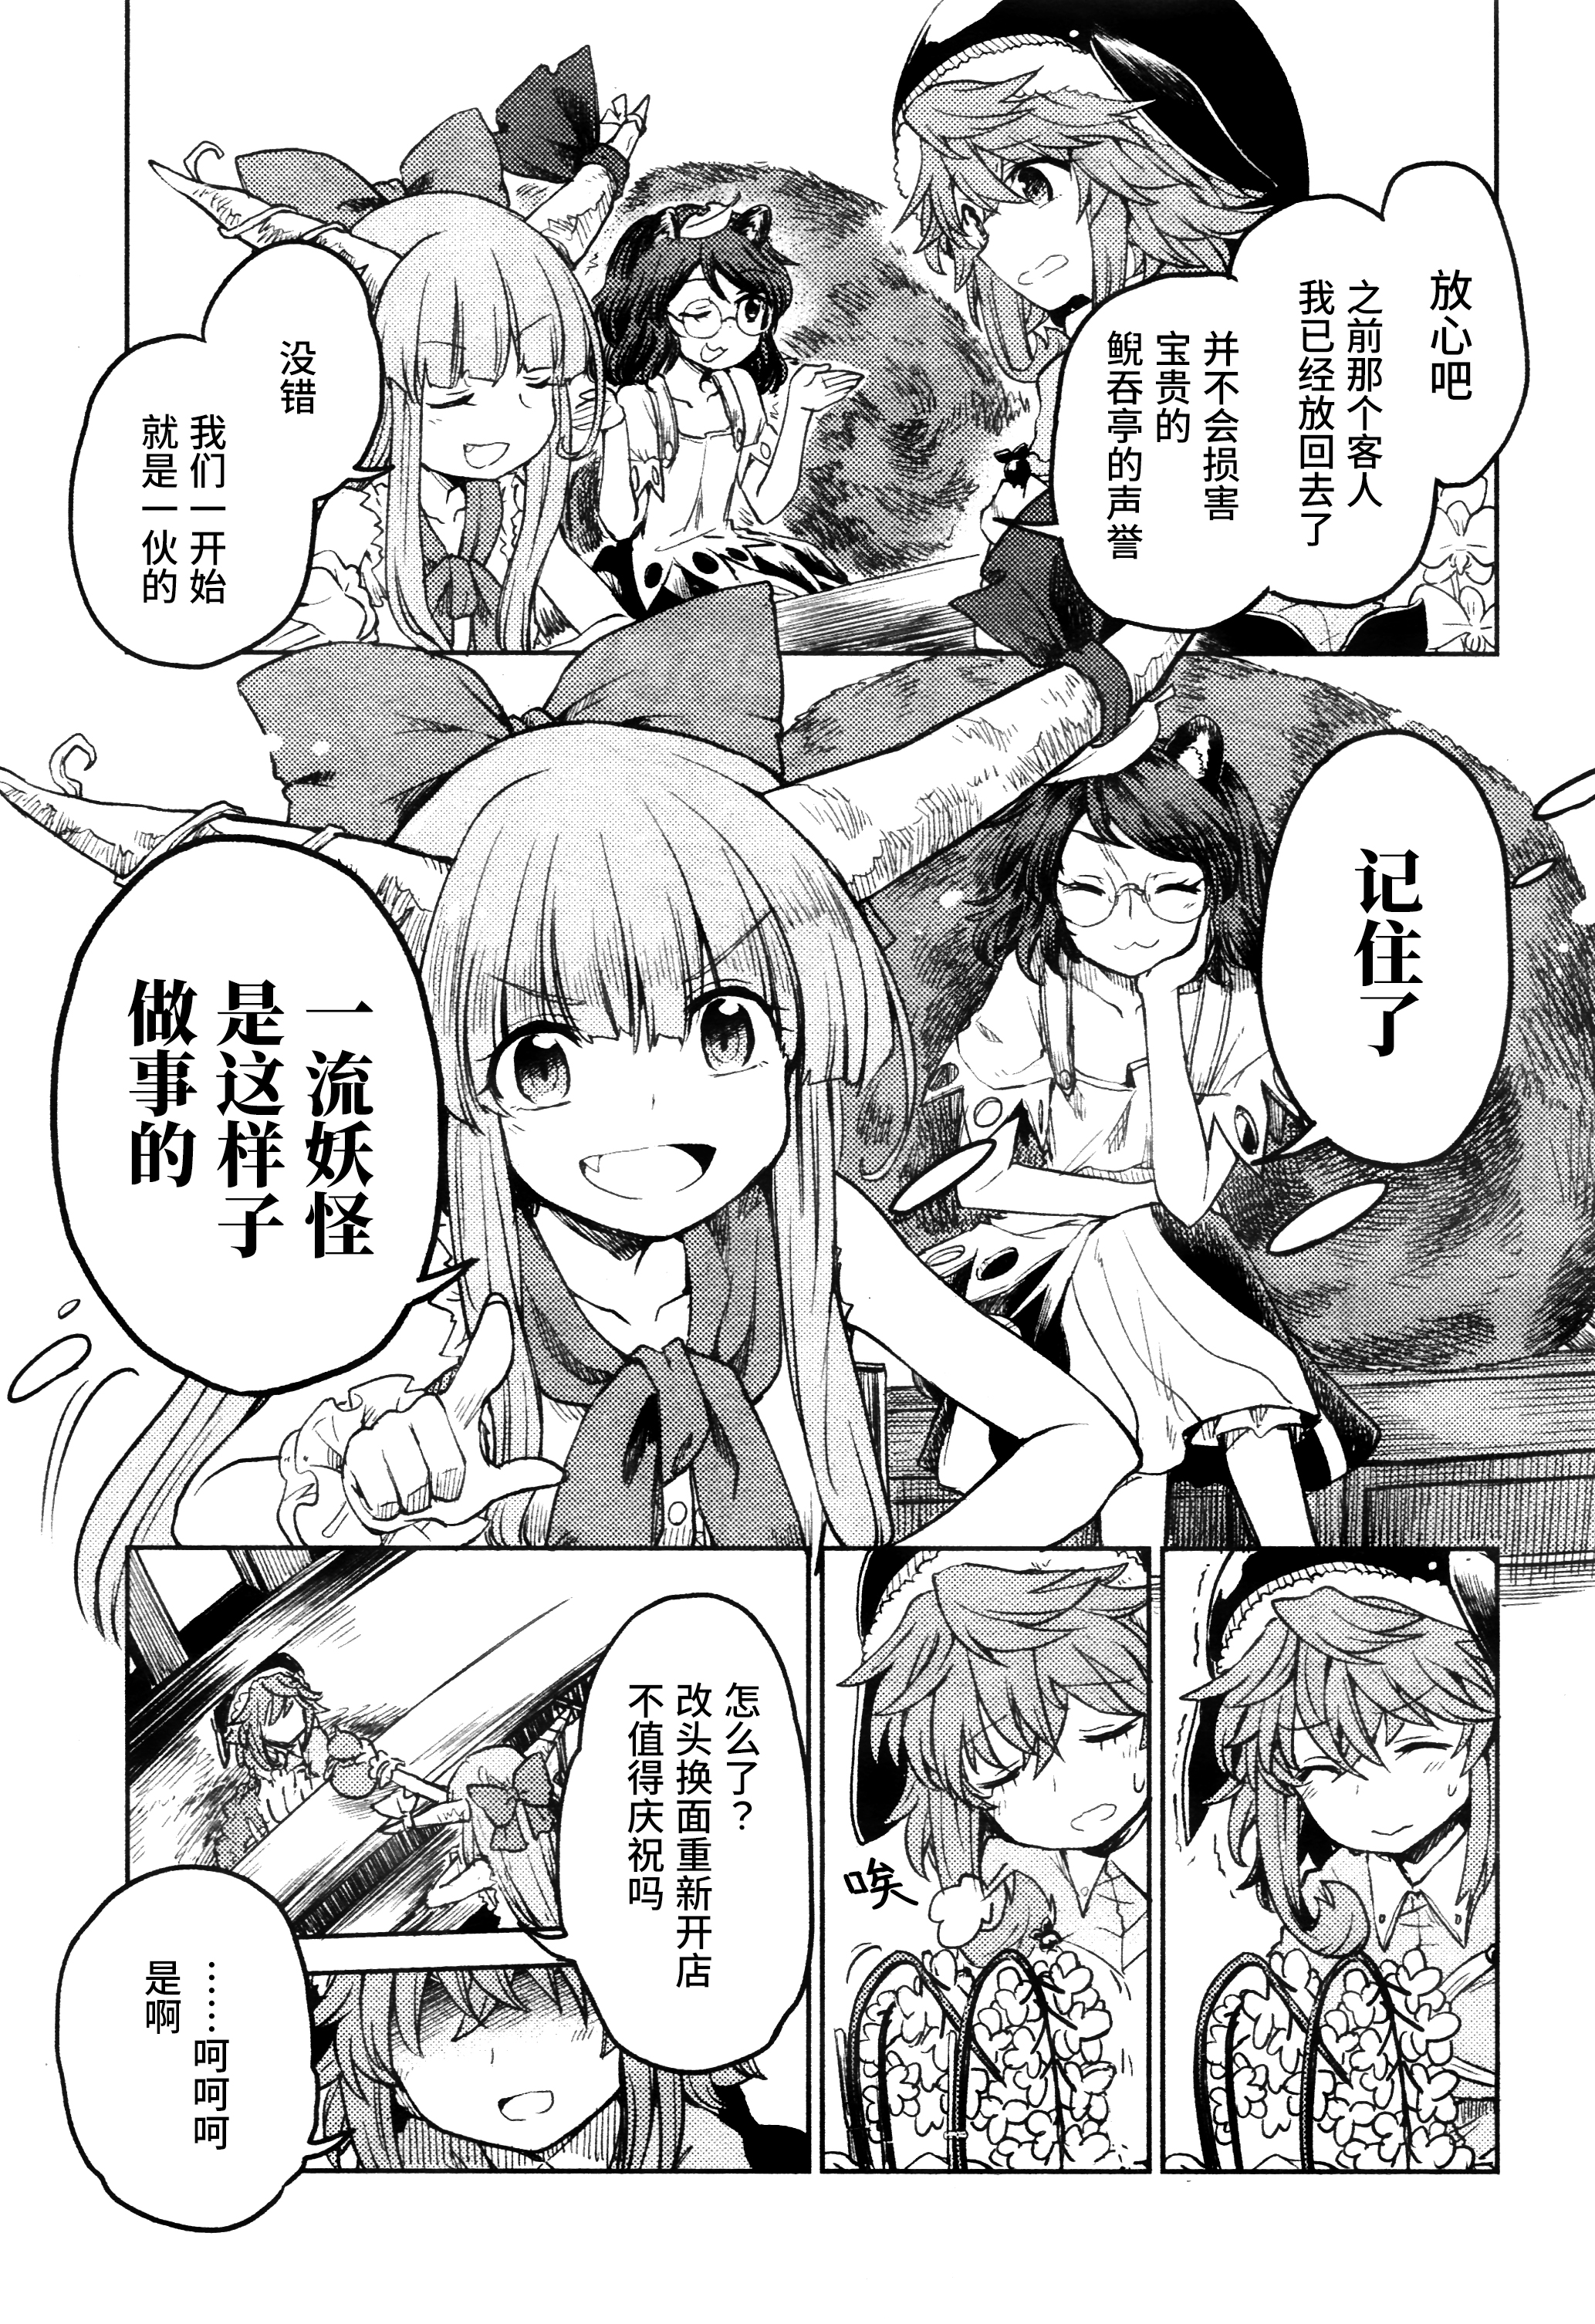 放心吧
之前那个客人
我已经放回去了
并不会损害
宝贵的
鲵吞亭的声誉
没错
我们一开始
就是一伙的
记住了
一流妖怪
是这样子
做事的
唉
怎么了？
改头换面重新开店
不值得庆祝吗
……呵呵呵
是啊